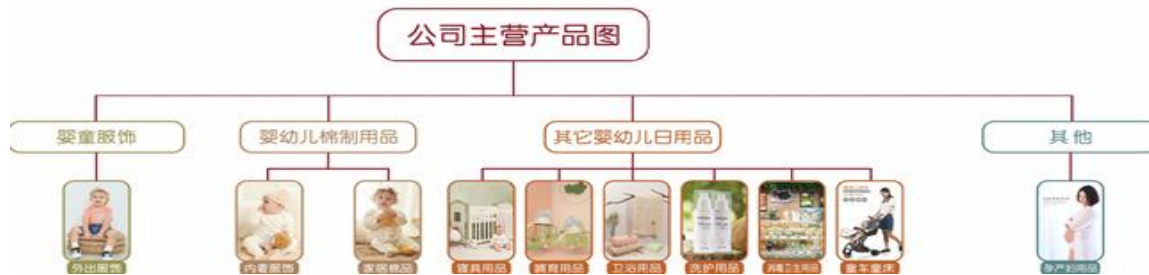 公司主营产品图
婴童服饰
婴幼儿棉制用品
其它婴幼儿日用品
其他
外出服饰
内着服饰
家居棉品
寝具用品
哺育用品
卫浴用品
洗护用品
消毒卫生用品
童车童床
孕产妇用品